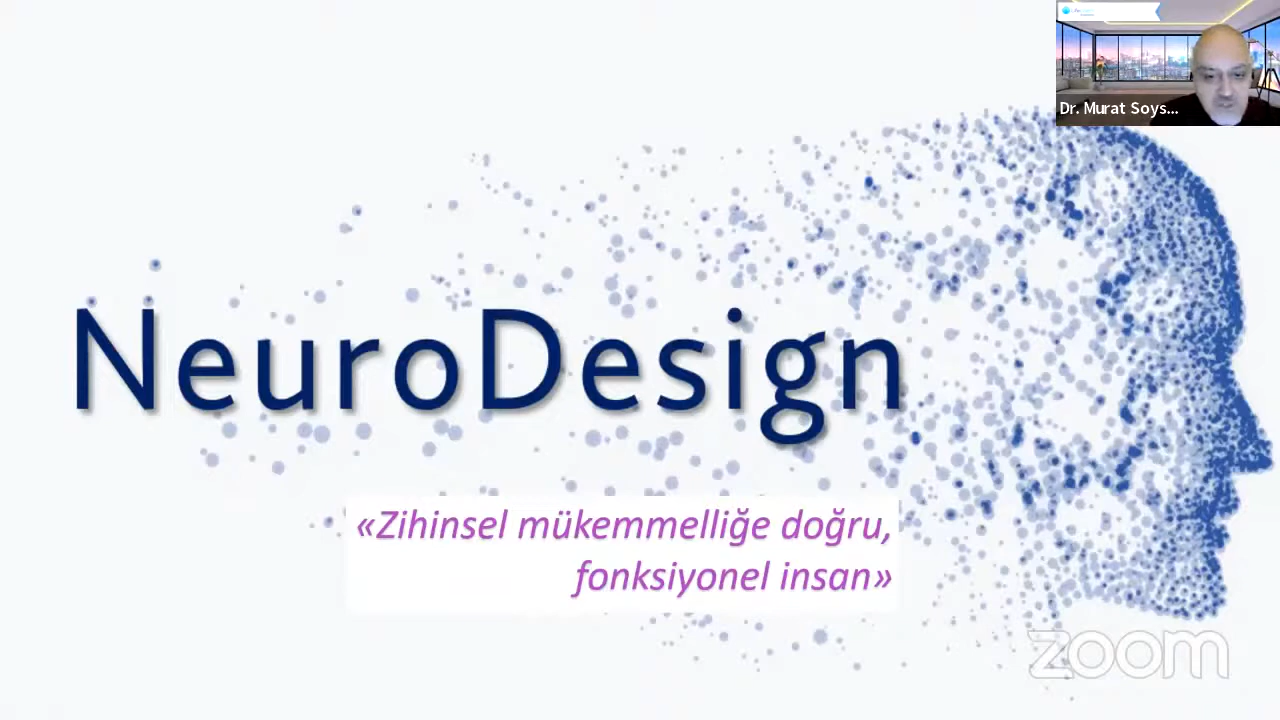 Dr. Murat Soys...
NeuroDesign
«Zihinsel mükemmelliğe doğru,
fonksiyonel insan»
zoom